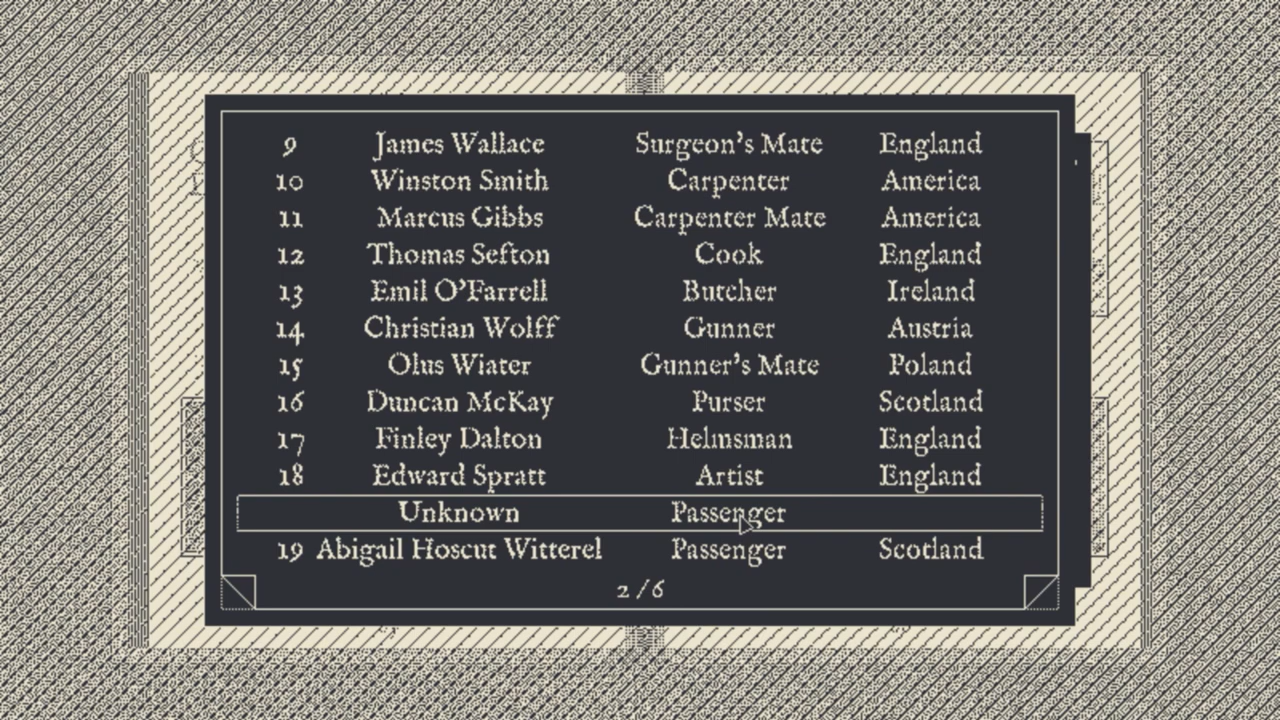 9 James Wallace Surgeon's Mate England
10 Winston Smith Carpenter America
11 Marcus Gibbs Carpenter Mate America
12 Thomas Sefton Cook England
13 Emil O'Farrell Butcher Ireland
14 Christian Wolff Gunner Austria
15 Olus Wiater Gunner's Mate Poland
16 Duncan McKay Purser Scotland
17 Finley Dalton Helmsman England
18 Edward Spratt Artist England
Unknown Passenger
19 Abigail Hoscut Witterel Passenger Scotland
2 / 6